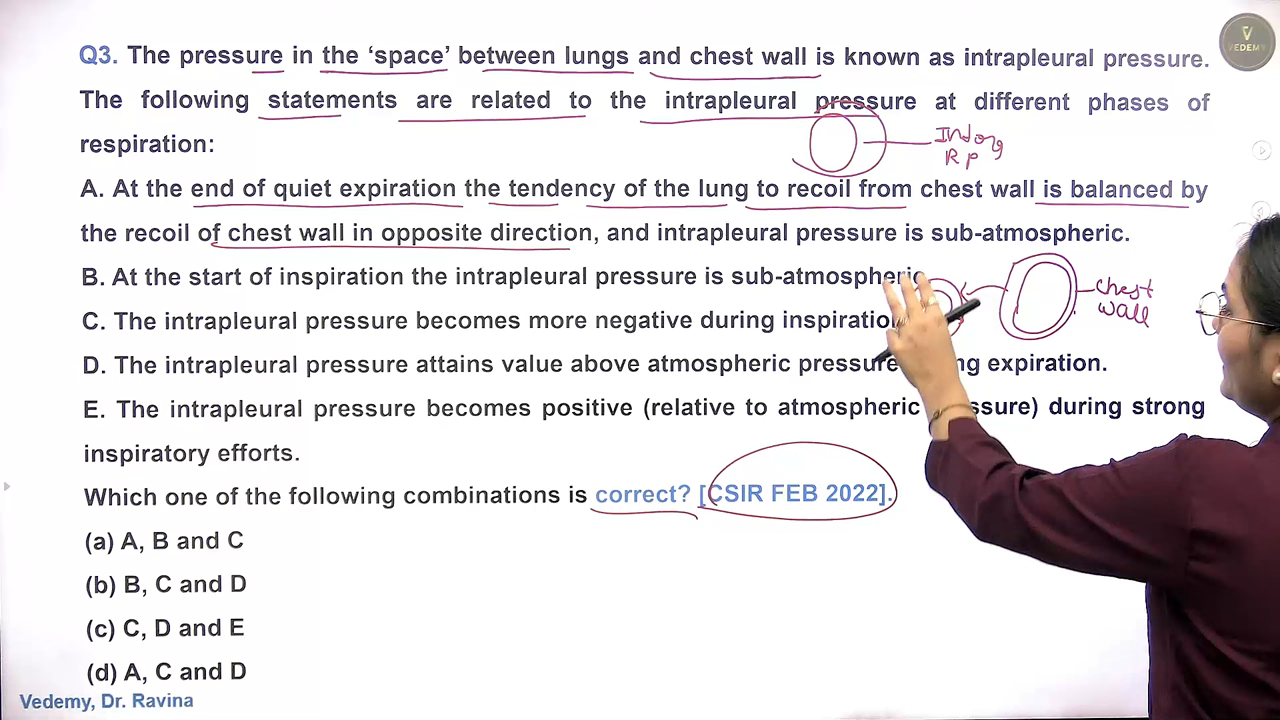 Q3. The pressure in the ‘space’ between lungs and chest wall is known as intrapleural pressure.
The following statements are related to the intrapleural pressure at different phases of
respiration:
A. At the end of quiet expiration the tendency of the lung to recoil from chest wall is balanced by
the recoil of chest wall in opposite direction, and intrapleural pressure is sub-atmospheric.
B. At the start of inspiration the intrapleural pressure is sub-atmospheric
C. The intrapleural pressure becomes more negative during
D. The intrapleural pressure attains value above atmospheric pressure expiration.
E. The intrapleural pressure becomes positive (relative to atmospheric during strong
inspiratory efforts.
Which one of the following combinations is correct? [CSIR FEB 2022].
(a) A, B and C
(b) B, C and D
(c) C, D and E
(d) A, C and D
Vedemy, Dr. Ravina
VEDEMY
R P
chest
wall